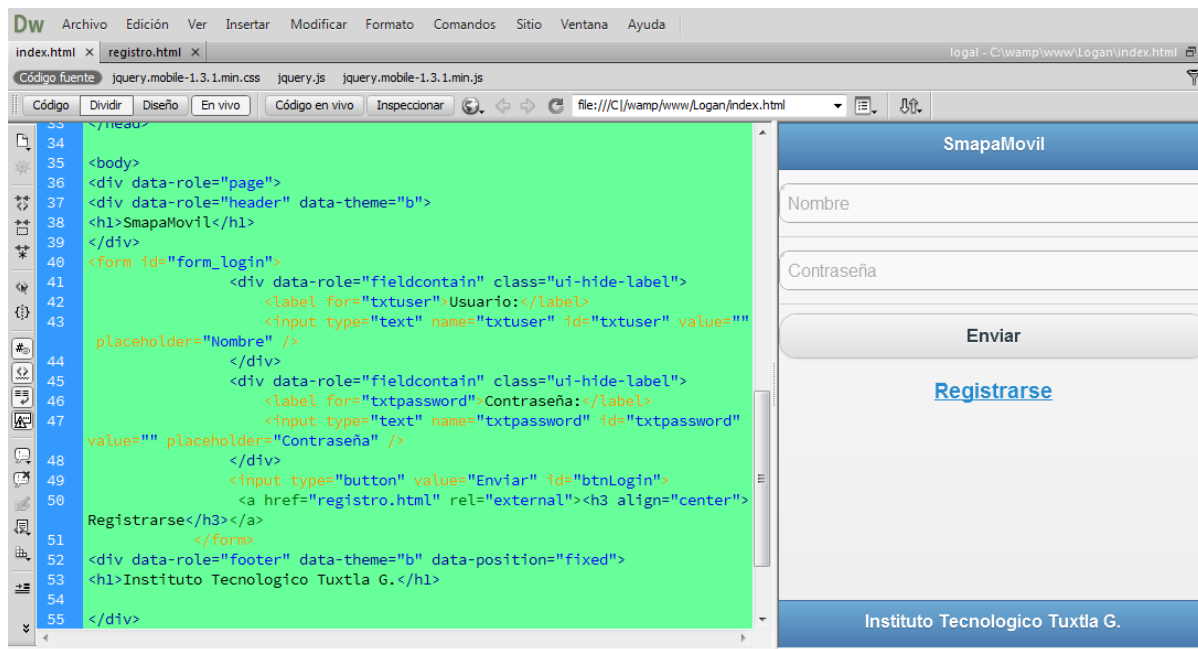 Dw Archivo Edición Ver Insertar Modificar Formato Comandos Sitio Ventana Ayuda
index.html × registro.html × logal - C:\wamp\www\Logan\index.html
Código fuente jquery.mobile-1.3.1.min.css jquery.js jquery.mobile-1.3.1.min.js
Código Dividir Diseño En vivo Código en vivo Inspeccionar file:///C|/wamp/www/Logan/index.html
33 </head>
34
35 <body>
36 <div data-role="page">
37 <div data-role="header" data-theme="b">
38 <h1>SmapaMovil</h1>
39 </div>
40 <form id="form_login">
41 <div data-role="fieldcontain" class="ui-hide-label">
42 <label for="txtuser">Usuario:</label>
43 <input type="text" name="txtuser" id="txtuser" value=""
placeholder="Nombre" />
44 </div>
45 <div data-role="fieldcontain" class="ui-hide-label">
46 <label for="txtpassword">Contraseña:</label>
47 <input type="text" name="txtpassword" id="txtpassword"
value="" placeholder="Contraseña" />
48 </div>
49 <input type="button" value="Enviar" id="btnLogin">
50 <a href="registro.html" rel="external"><h3 align="center">
Registrarse</h3></a>
51 </form>
52 <div data-role="footer" data-theme="b" data-position="fixed">
53 <h1>Instituto Tecnologico Tuxtla G.</h1>
54
55 </div>
SmapaMovil
Nombre
Contraseña
Enviar
Registrarse
Instituto Tecnologico Tuxtla G.